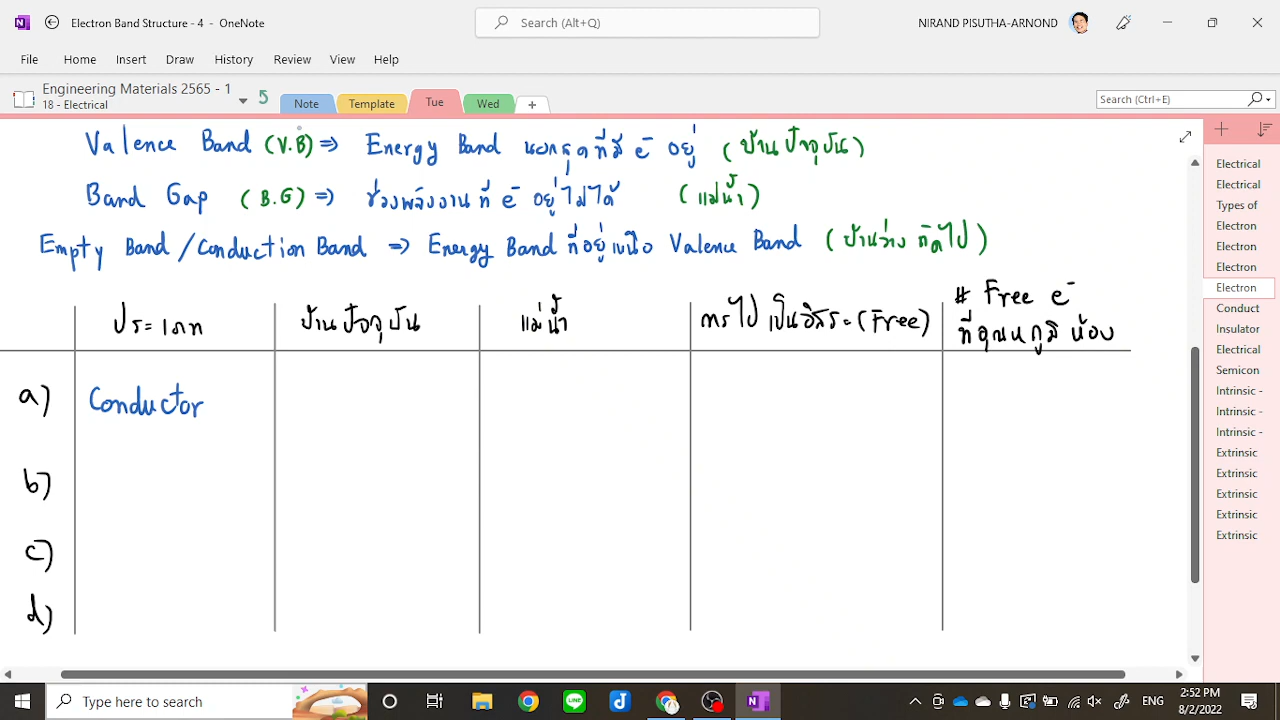 Electron Band Structure - 4 - OneNote
Search (Alt+Q)
NIRAND PISUTHA-ARNOND
File Home Insert Draw History Review View Help
Engineering Materials 2565 - 1
18 - Electrical
Note Template Tue Wed +
Search (Ctrl+E)
Valence Band (V.B) ⇒ Energy Band นอกสุดที่มี e⁻ อยู่ (บ้านปัจจุบัน)
Band Gap (B.G) ⇒ ช่วงพลังงานที่ e⁻ อยู่ไม่ได้ (แม่น้ำ)
Empty Band/Conduction Band ⇒ Energy Band ที่อยู่เหนือ Valence Band (บ้านว่าง ถัดไป)
ประเภท บ้านปัจจุบัน แม่น้ำ การไปเป็นอิสระ (Free) # Free e⁻
ที่อุณหภูมิห้อง
a) Conductor
b)
c)
d)
Electrical
Electrical
Types of
Electron
Electron
Electron
Electron
Conduct
Insulator
Electrical
Semicon
Intrinsic -
Intrinsic -
Intrinsic -
Extrinsic
Extrinsic
Extrinsic
Extrinsic
Extrinsic
Type here to search
ENG
2:52 PM
8/2/2022